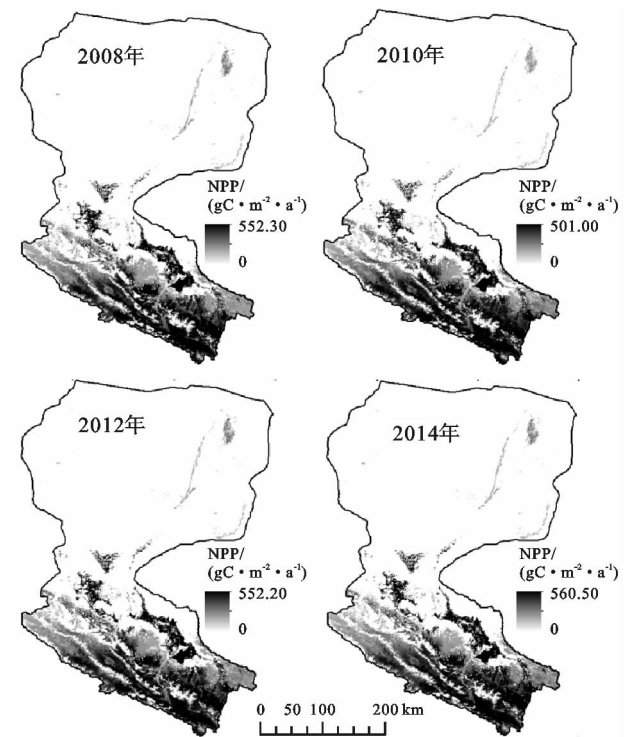 2008年
NPP/
(gC·m⁻²·a⁻¹)
552.30
0
2010年
NPP/
(gC·m⁻²·a⁻¹)
501.00
0
2012年
NPP/
(gC·m⁻²·a⁻¹)
552.20
0
2014年
NPP/
(gC·m⁻²·a⁻¹)
560.50
0
0 50 100 200 km